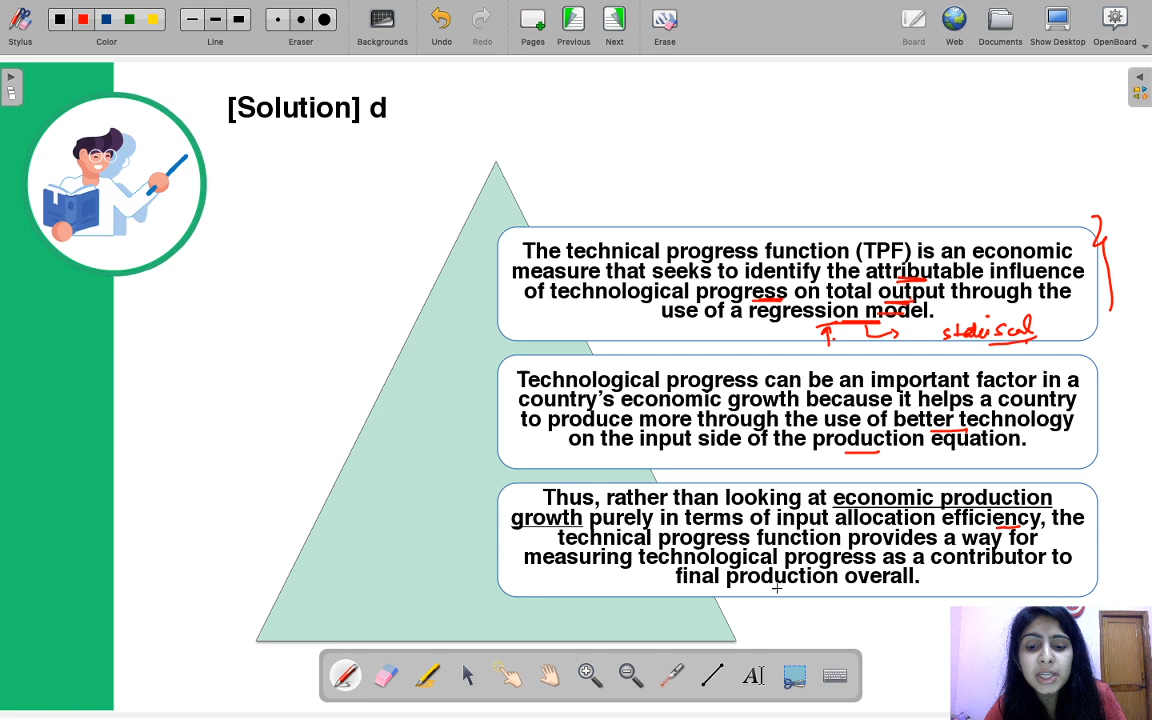 Stylus
Color
Line
Eraser
Backgrounds
Undo
Redo
Pages
Previous
Next
Erase
Board
Web
Documents
Show Desktop
OpenBoard
[Solution] d
The technical progress function (TPF) is an economic
measure that seeks to identify the attributable influence
of technological progress on total output through the
use of a regression model.
Technological progress can be an important factor in a
country’s economic growth because it helps a country
to produce more through the use of better technology
on the input side of the production equation.
Thus, rather than looking at economic production
growth purely in terms of input allocation efficiency, the
technical progress function provides a way for
measuring technological progress as a contributor to
final production overall.